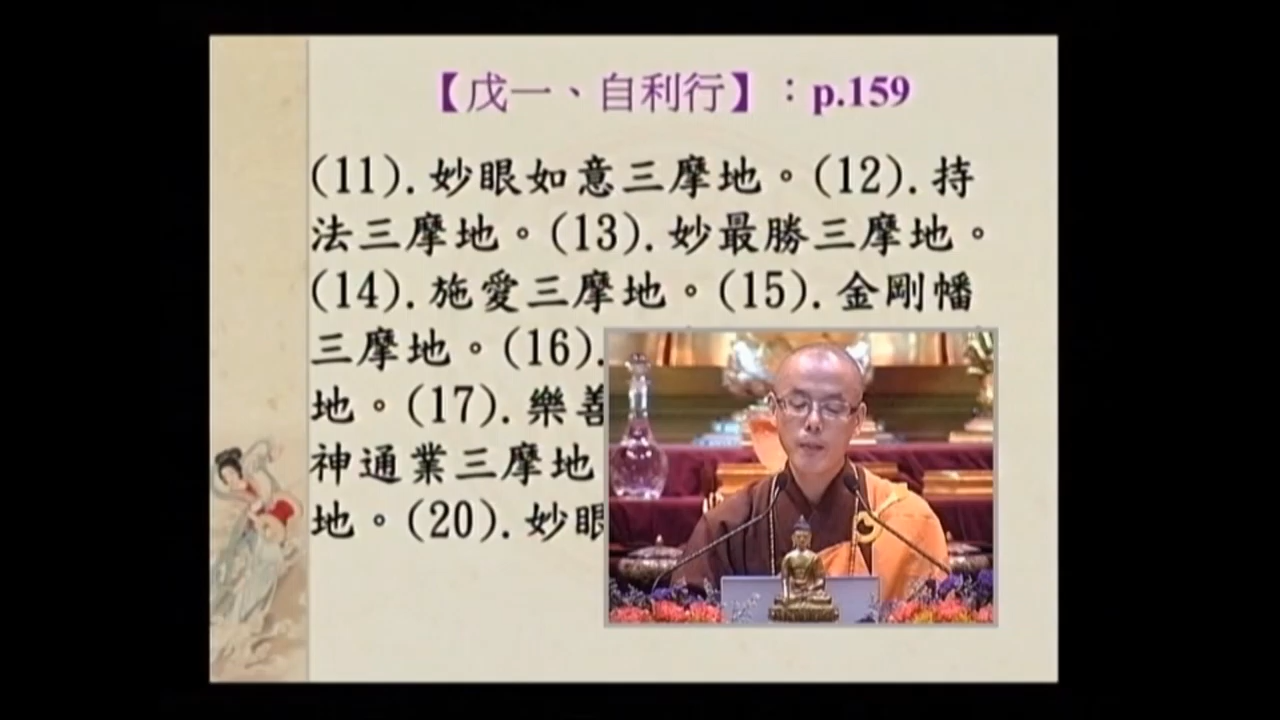 【戊一、自利行】：p.159
(11).妙眼如意三摩地。(12).持
法三摩地。(13).妙最勝三摩地。
(14).施愛三摩地。(15).金剛幡
三摩地。(16).
地。(17).樂善
神通業三摩地
地。(20).妙眼